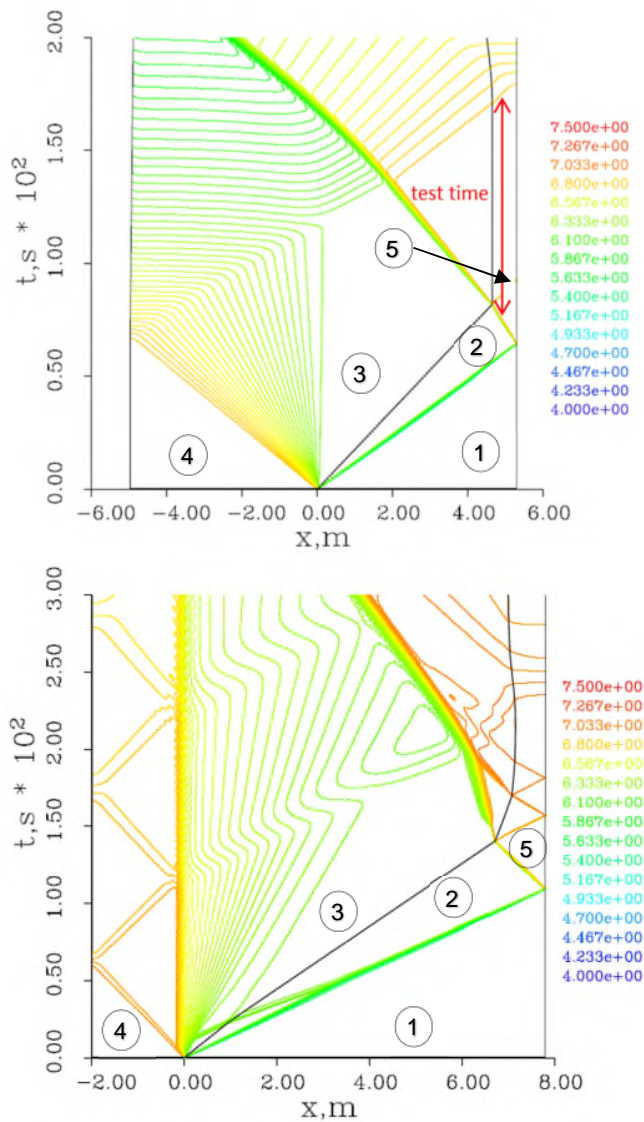 2.00
1.50
1.00
0.50
0.00
t,s * 10²
-6.00 -4.00 -2.00 0.00 2.00 4.00 6.00
x,m
test time
5
2
3
4
1
7.500e+00
7.267e+00
7.033e+00
6.800e+00
6.567e+00
6.333e+00
6.100e+00
5.867e+00
5.633e+00
5.400e+00
5.167e+00
4.933e+00
4.700e+00
4.467e+00
4.233e+00
4.000e+00
3.00
2.50
2.00
1.50
1.00
0.50
0.00
t,s * 10²
-2.00 0.00 2.00 4.00 6.00 8.00
x,m
5
2
3
4
1
7.500e+00
7.267e+00
7.033e+00
6.800e+00
6.567e+00
6.333e+00
6.100e+00
5.867e+00
5.633e+00
5.400e+00
5.167e+00
4.933e+00
4.700e+00
4.467e+00
4.233e+00
4.000e+00